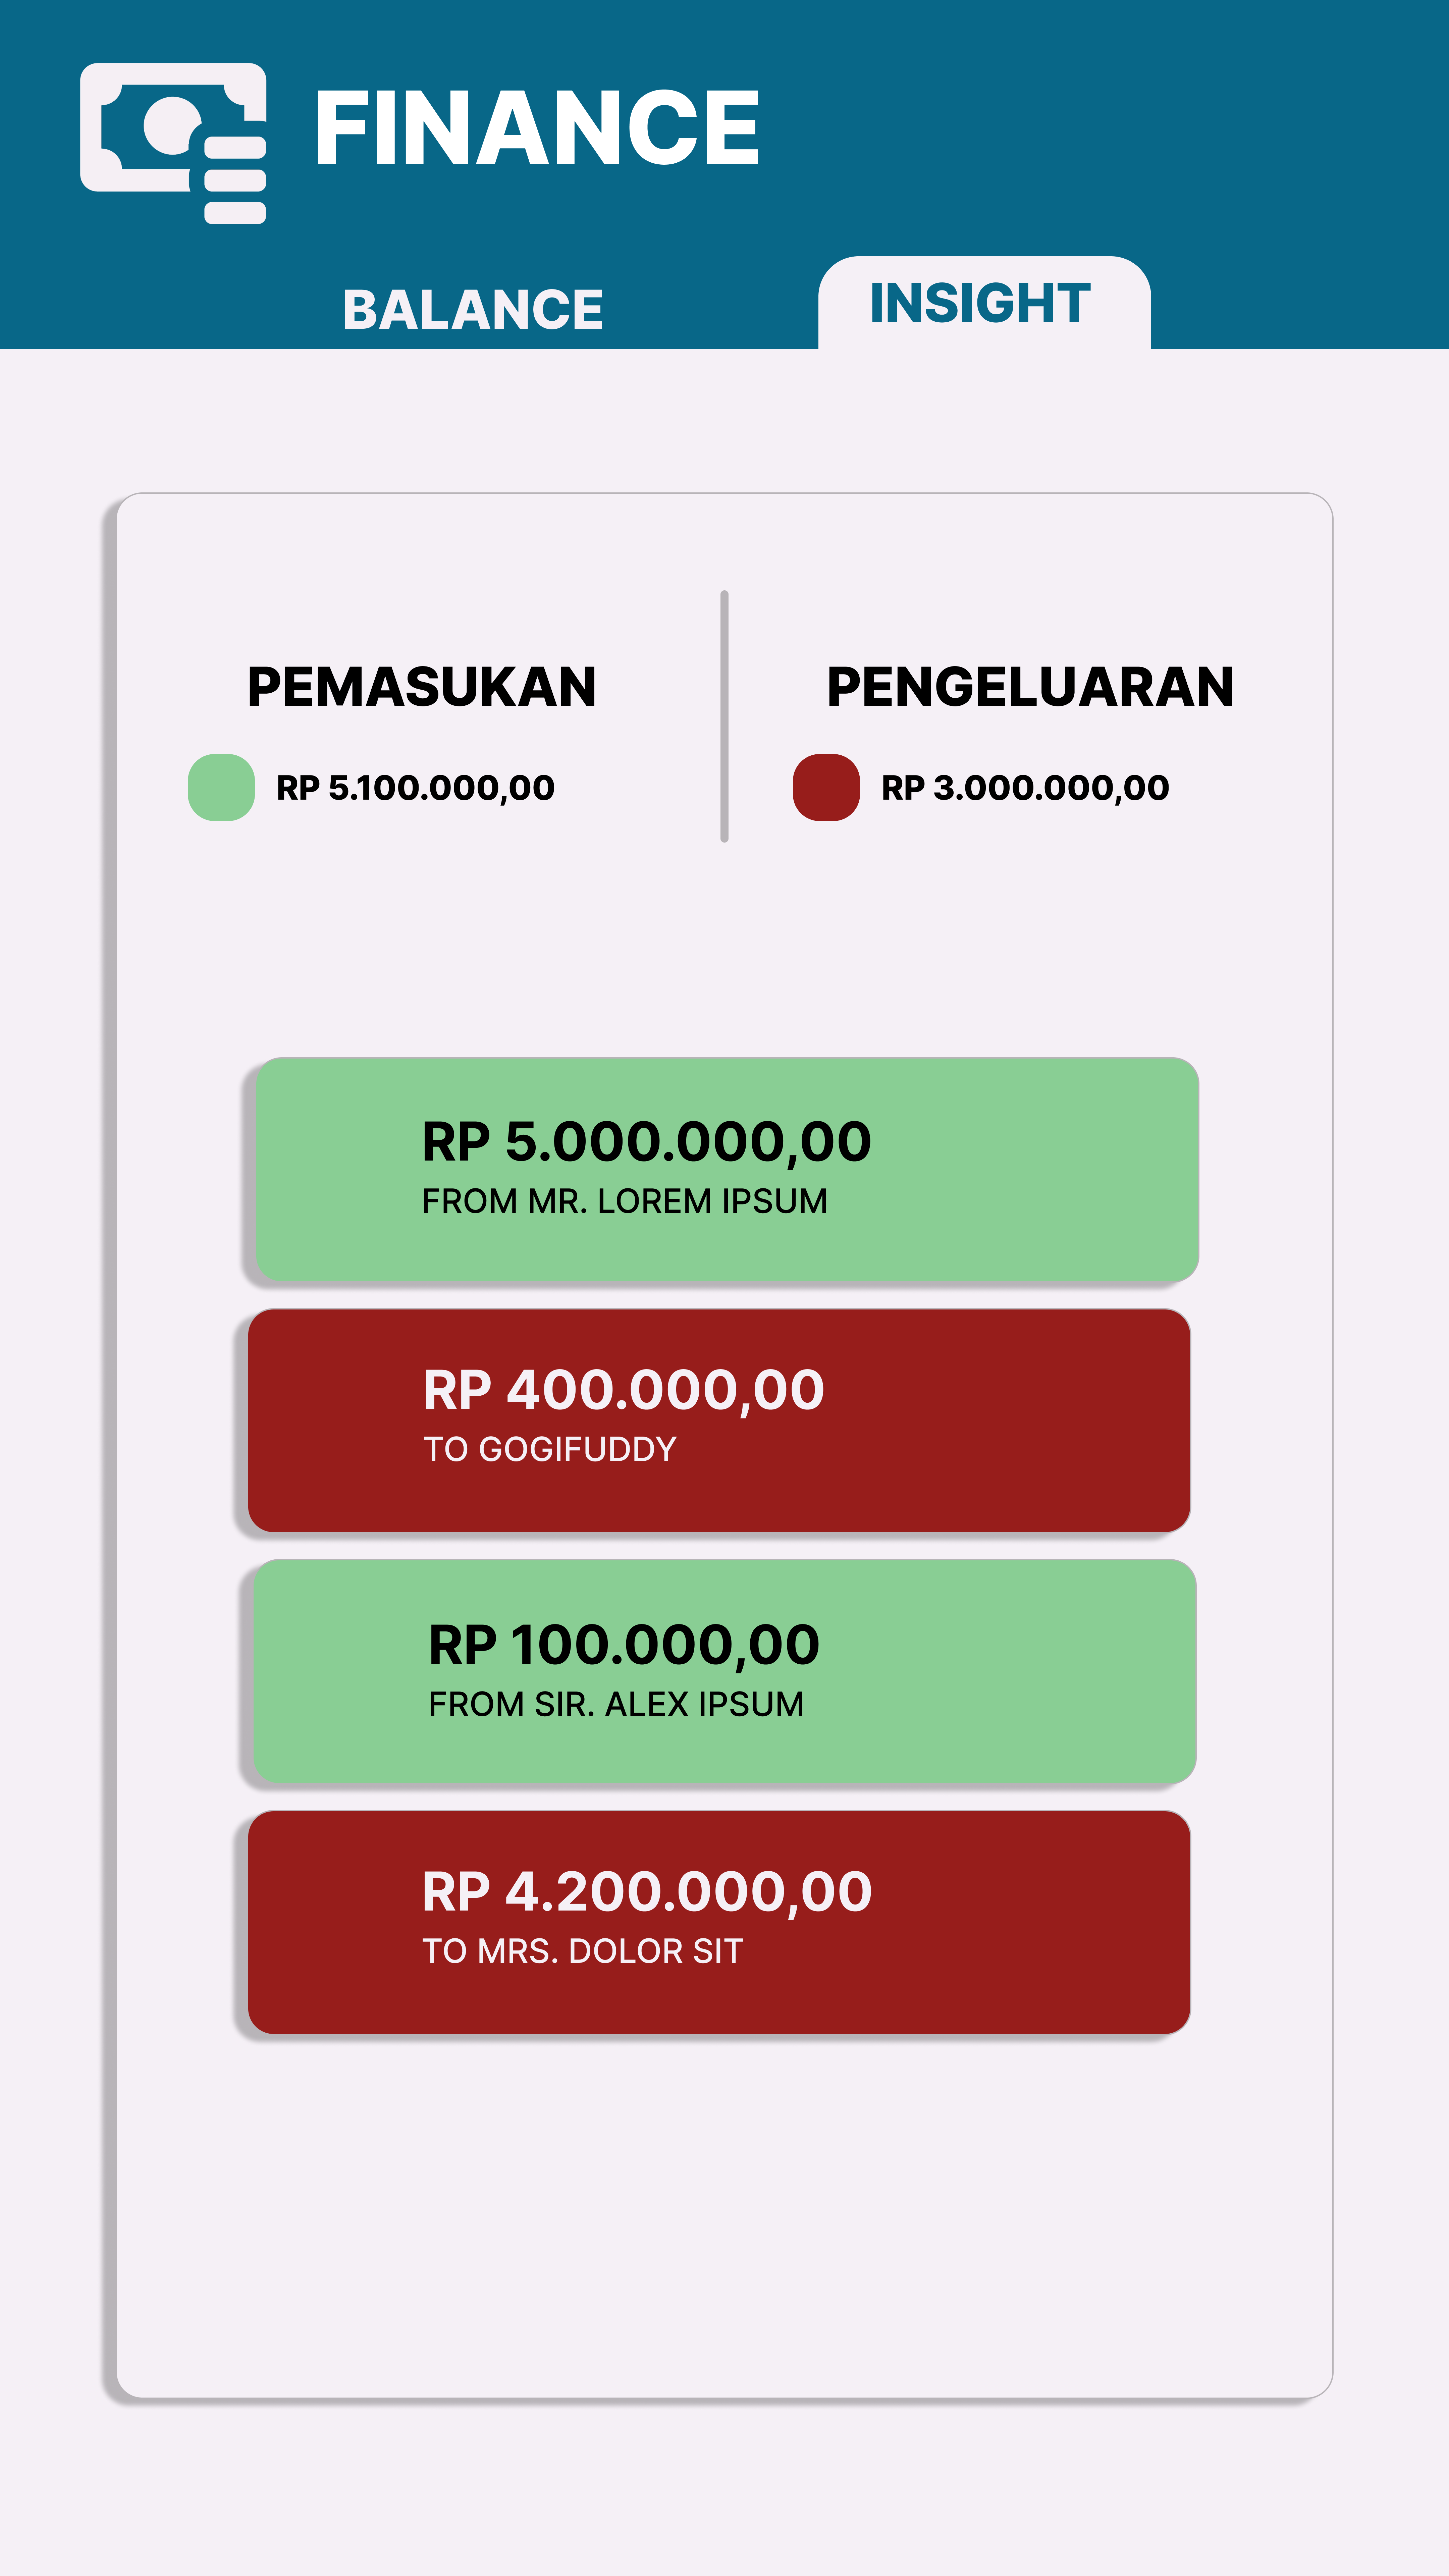 FINANCE
BALANCE
INSIGHT
PEMASUKAN
PENGELUARAN
RP 5.100.000,00
RP 3.000.000,00
RP 5.000.000,00
FROM MR. LOREM IPSUM
RP 400.000,00
TO GOGIFUDDY
RP 100.000,00
FROM SIR. ALEX IPSUM
RP 4.200.000,00
TO MRS. DOLOR SIT